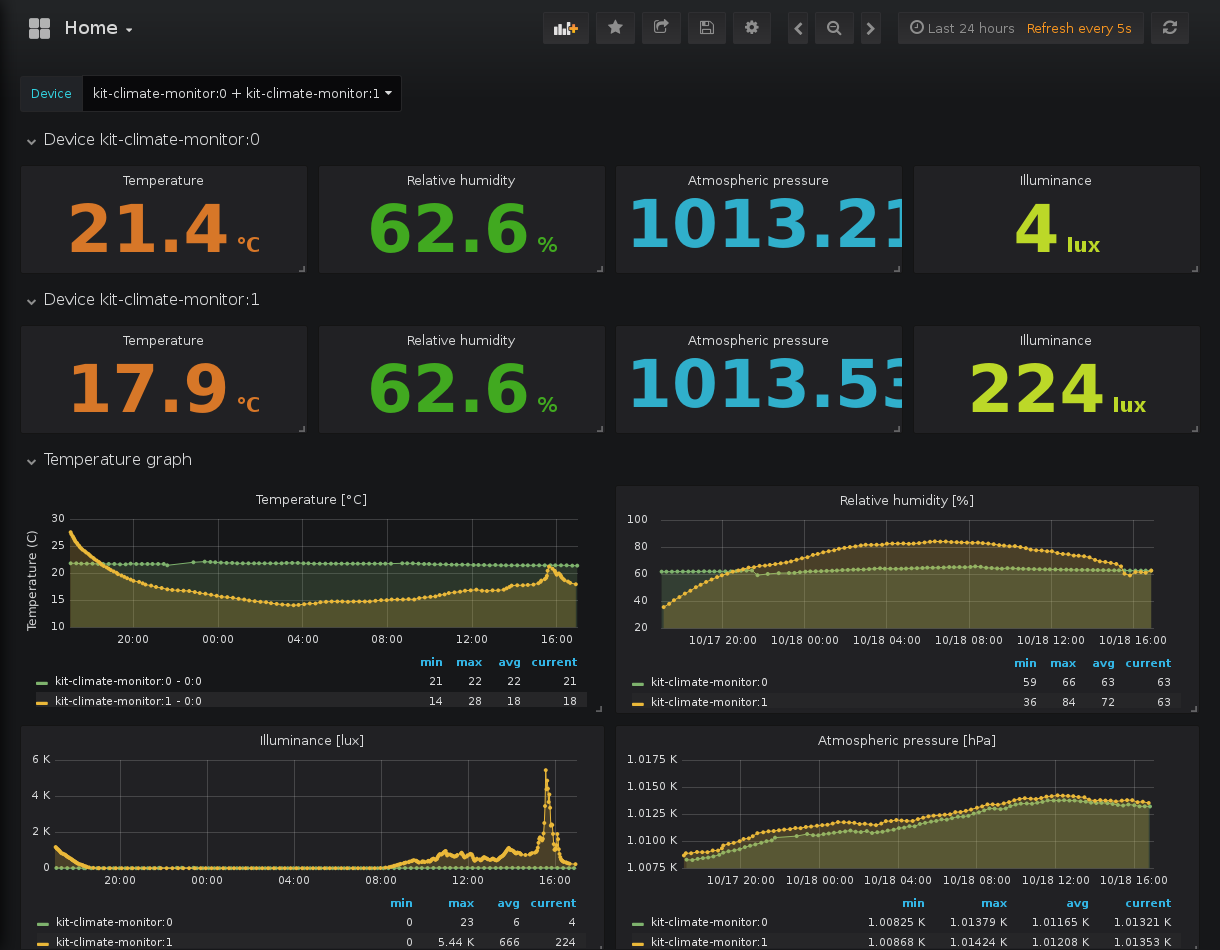 Home
Last 24 hours Refresh every 5s
Device kit-climate-monitor:0 + kit-climate-monitor:1
Device kit-climate-monitor:0
Temperature Relative humidity Atmospheric pressure Illuminance
21.4 °C 62.6 % 1013.21 4 lux
Device kit-climate-monitor:1
Temperature Relative humidity Atmospheric pressure Illuminance
17.9 °C 62.6 % 1013.53 224 lux
Temperature graph
Temperature [°C]
Temperature (C)
30
25
20
15
10
20:00 00:00 04:00 08:00 12:00 16:00
min max avg current
kit-climate-monitor:0 - 0:0 21 22 22 21
kit-climate-monitor:1 - 0:0 14 28 18 18
Relative humidity [%]
100
80
60
40
20
10/17 20:00 10/18 00:00 10/18 04:00 10/18 08:00 10/18 12:00 10/18 16:00
min max avg current
kit-climate-monitor:0 59 66 63 63
kit-climate-monitor:1 36 84 72 63
Illuminance [lux]
6 K
4 K
2 K
0
20:00 00:00 04:00 08:00 12:00 16:00
min max avg current
kit-climate-monitor:0 0 23 6 4
kit-climate-monitor:1 0 5.44 K 666 224
Atmospheric pressure [hPa]
1.0175 K
1.0150 K
1.0125 K
1.0100 K
1.0075 K
10/17 20:00 10/18 00:00 10/18 04:00 10/18 08:00 10/18 12:00 10/18 16:00
min max avg current
kit-climate-monitor:0 1.00825 K 1.01379 K 1.01165 K 1.01321 K
kit-climate-monitor:1 1.00868 K 1.01424 K 1.01208 K 1.01353 K